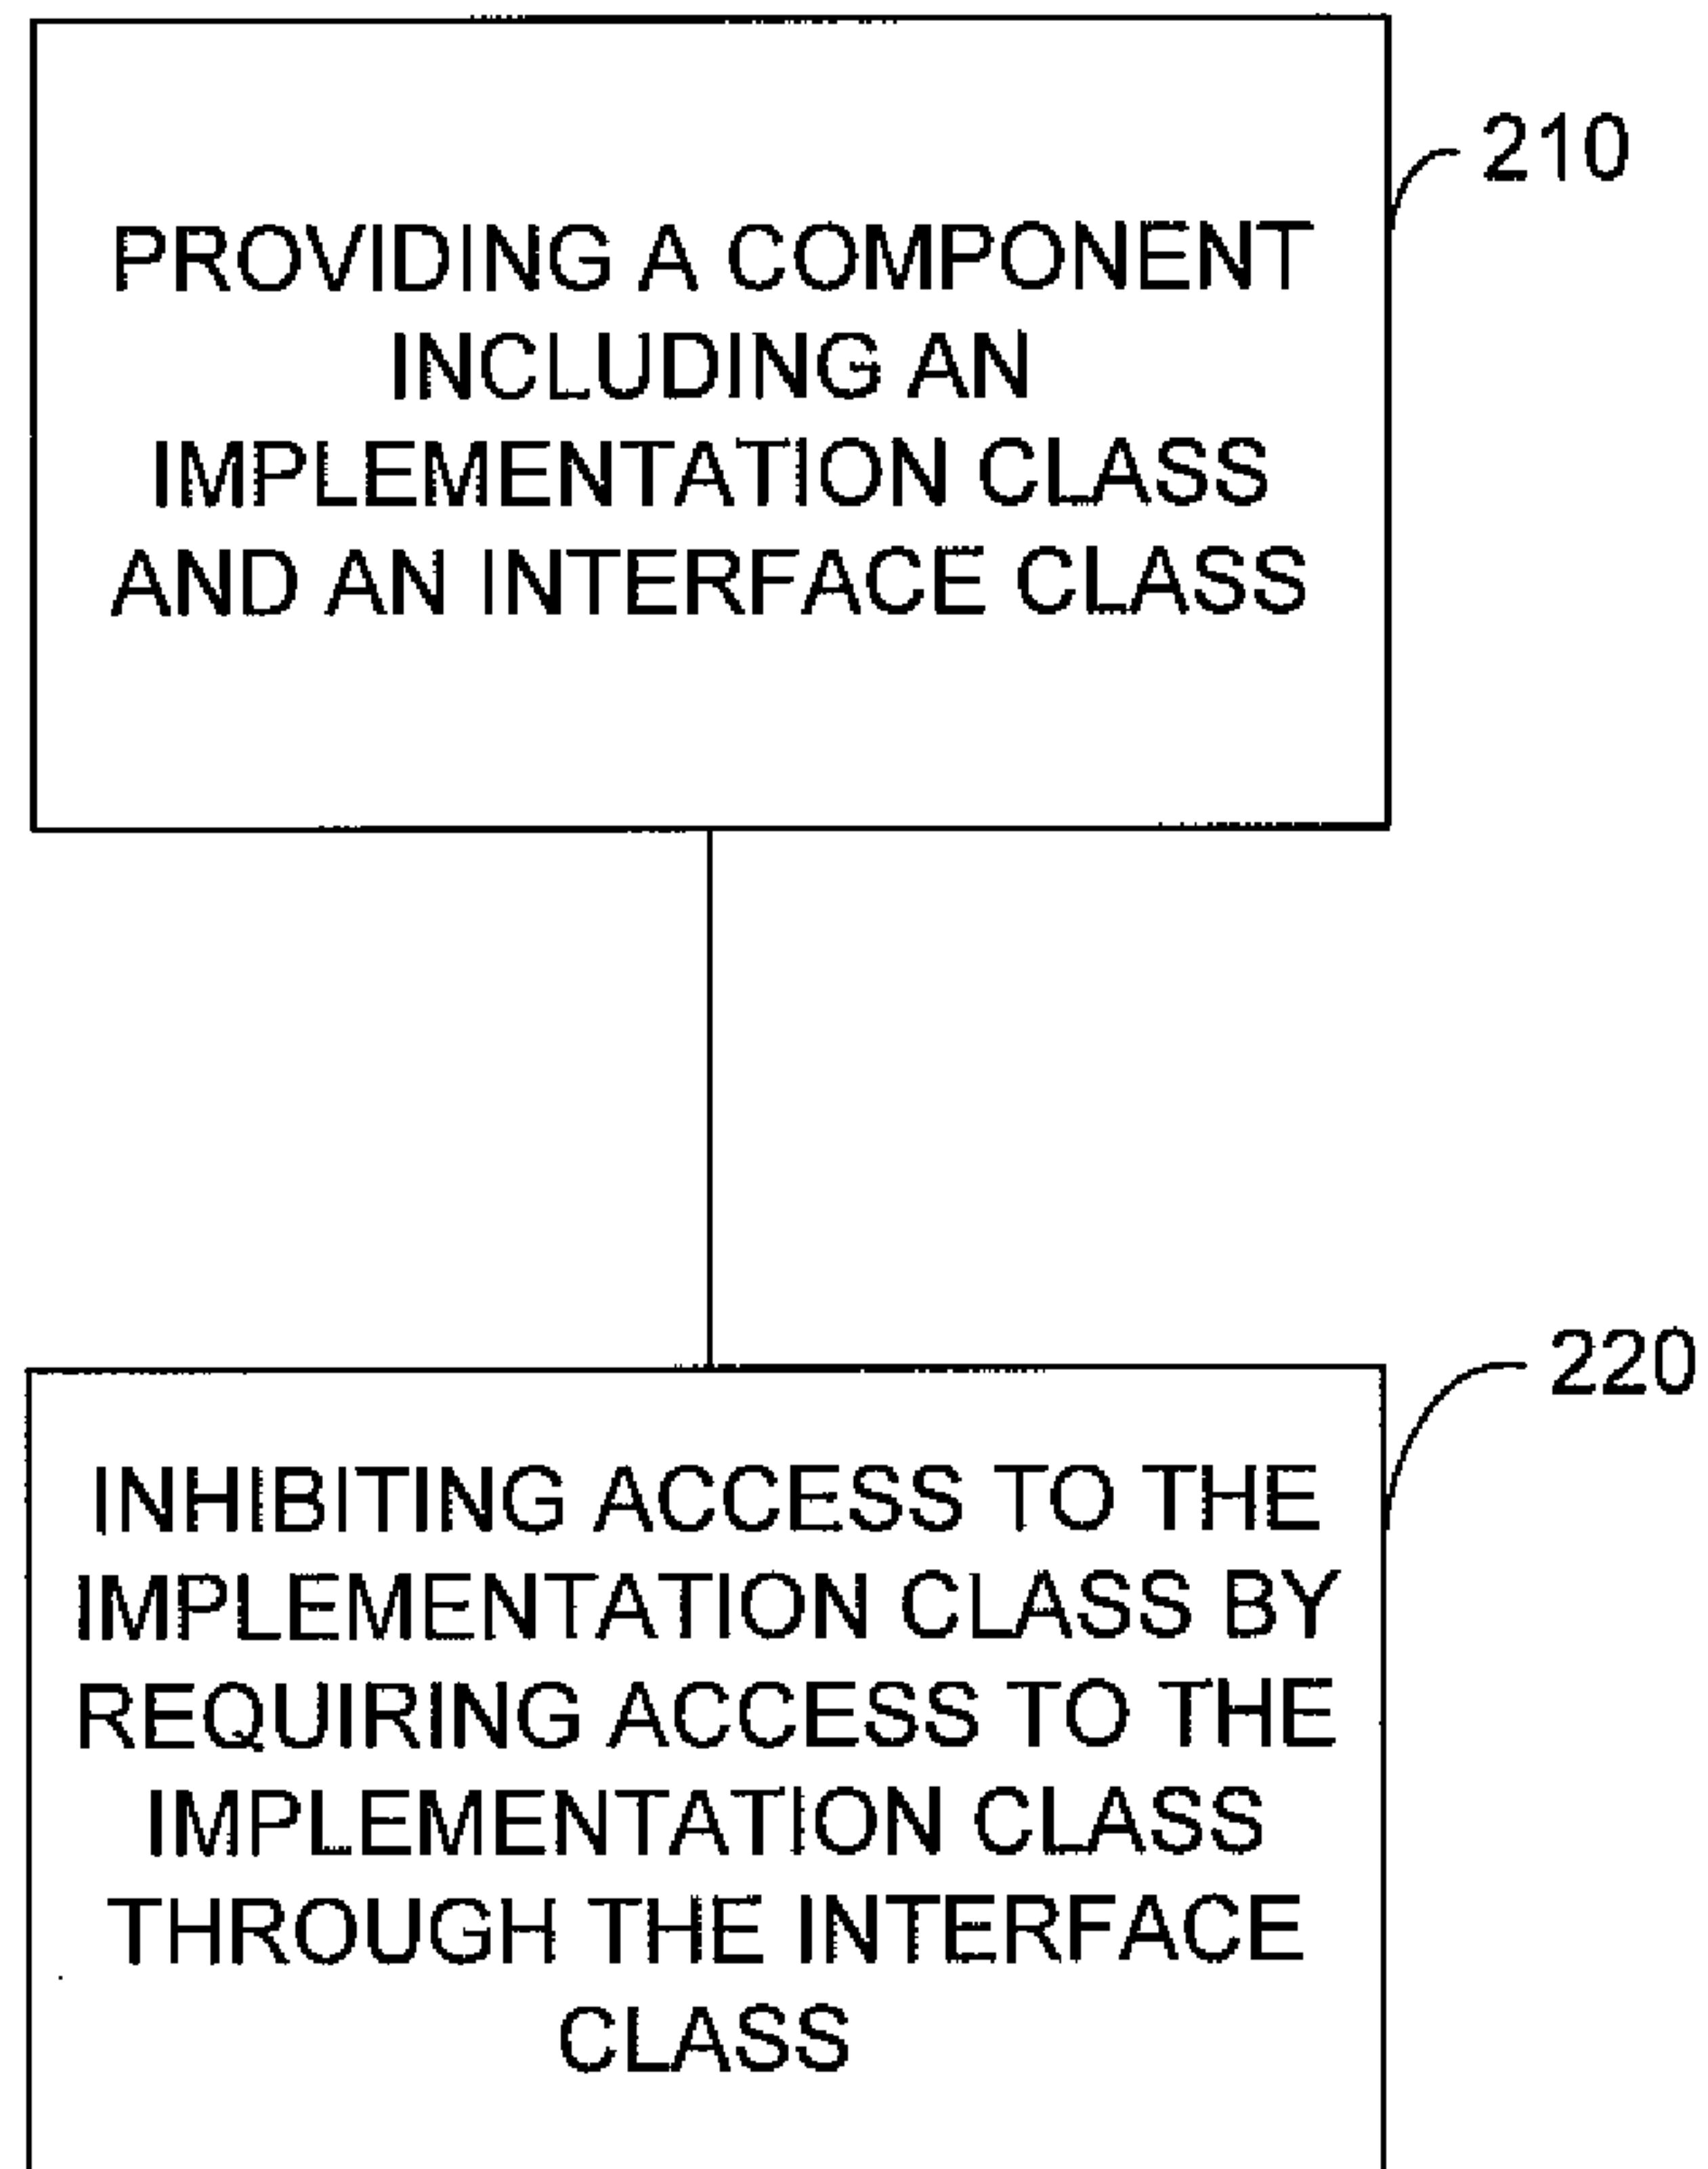 210
PROVIDING A COMPONENT
INCLUDING AN
IMPLEMENTATION CLASS
AND AN INTERFACE CLASS
220
INHIBITING ACCESS TO THE
IMPLEMENTATION CLASS BY
REQUIRING ACCESS TO THE
IMPLEMENTATION CLASS
THROUGH THE INTERFACE
CLASS